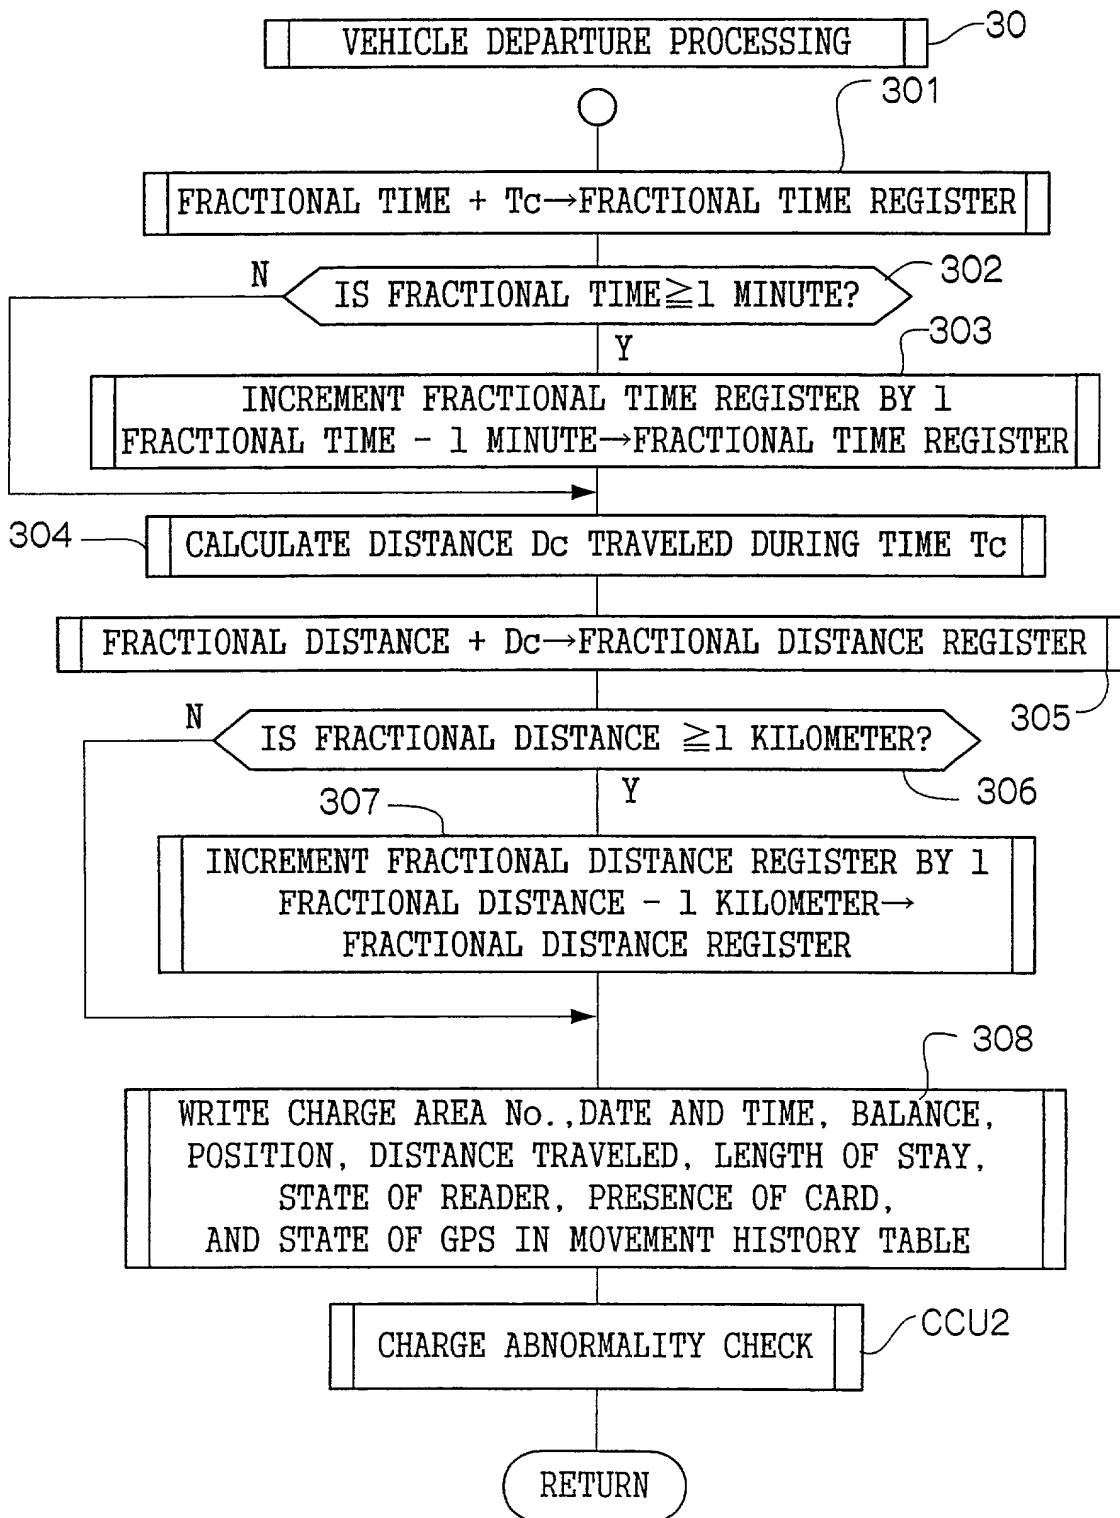 30
VEHICLE DEPARTURE PROCESSING
301
FRACTIONAL TIME + Tc→FRACTIONAL TIME REGISTER
N
302
IS FRACTIONAL TIME≧1 MINUTE?
Y
303
INCREMENT FRACTIONAL TIME REGISTER BY 1
FRACTIONAL TIME - 1 MINUTE→FRACTIONAL TIME REGISTER
304
CALCULATE DISTANCE Dc TRAVELED DURING TIME Tc
FRACTIONAL DISTANCE + Dc→FRACTIONAL DISTANCE REGISTER
305
N
IS FRACTIONAL DISTANCE ≧1 KILOMETER?
Y
306
307
INCREMENT FRACTIONAL DISTANCE REGISTER BY 1
FRACTIONAL DISTANCE - 1 KILOMETER→
FRACTIONAL DISTANCE REGISTER
308
WRITE CHARGE AREA No.,DATE AND TIME, BALANCE,
POSITION, DISTANCE TRAVELED, LENGTH OF STAY,
STATE OF READER, PRESENCE OF CARD,
AND STATE OF GPS IN MOVEMENT HISTORY TABLE
CCU2
CHARGE ABNORMALITY CHECK
RETURN